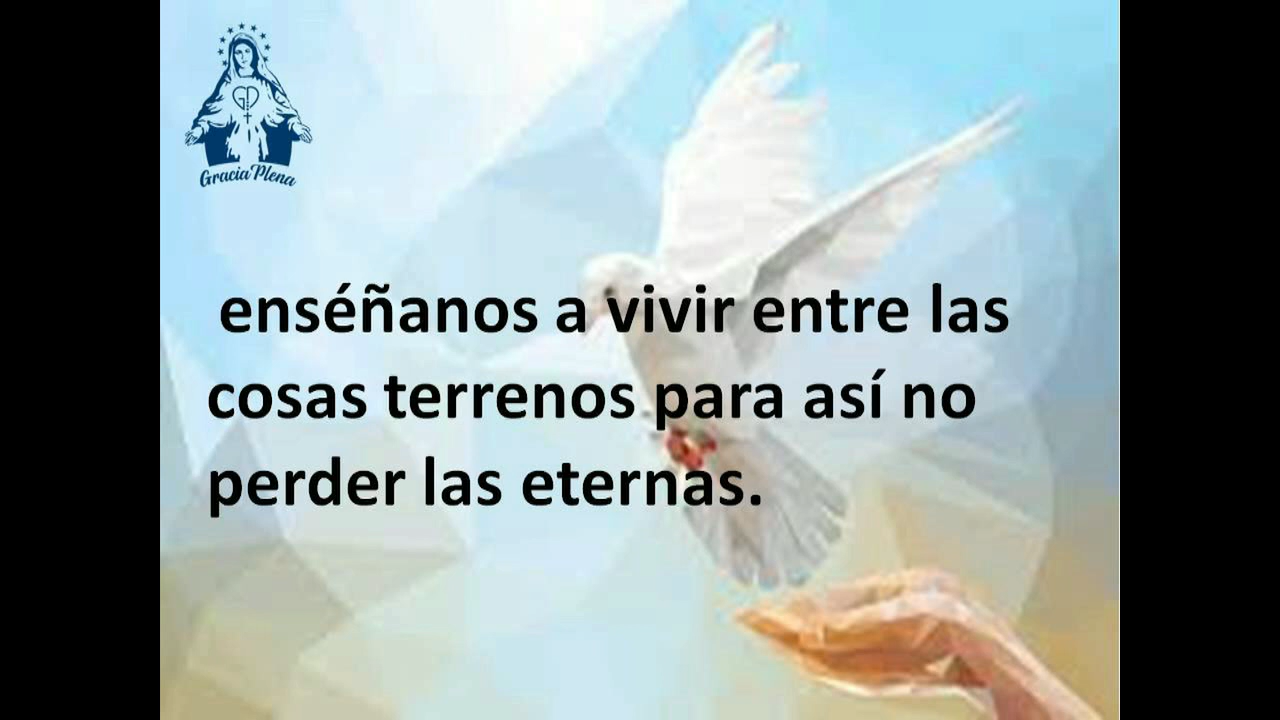 Gracia Plena
enséñanos a vivir entre las
cosas terrenos para así no
perder las eternas.